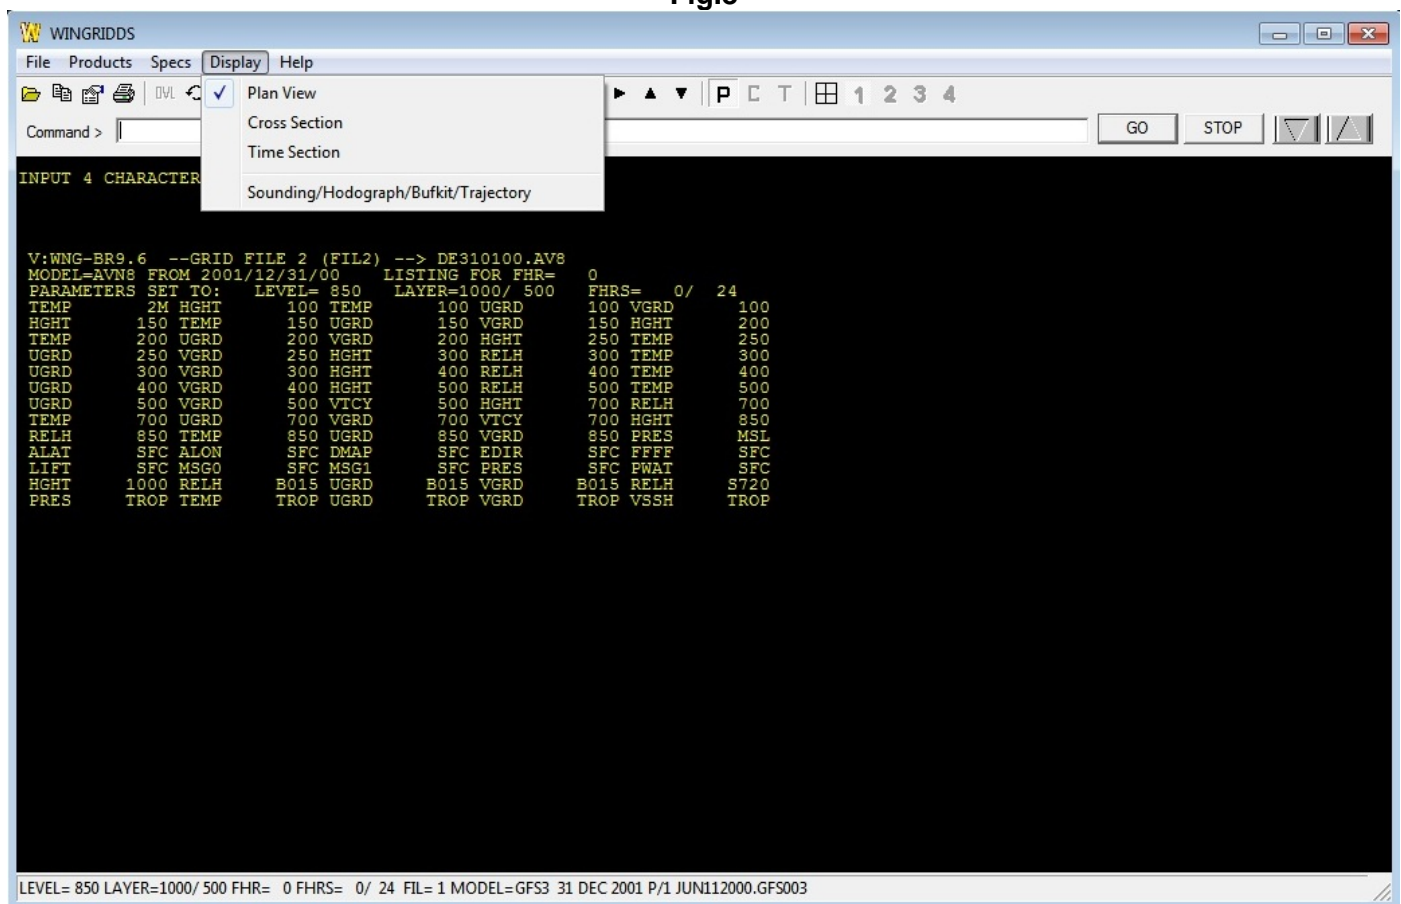 WINGRIDDS
File Products Specs Display Help
Plan View
P C T 1 2 3 4
Cross Section
Command > GO STOP
Time Section
INPUT 4 CHARACTER
Sounding/Hodograph/Bufkit/Trajectory
V:WNG-BR9.6 --GRID FILE 2 (FIL2) --> DE310100.AV8
MODEL=AVN8 FROM 2001/12/31/00 LISTING FOR FHR= 0
PARAMETERS SET TO: LEVEL= 850 LAYER=1000/ 500 FHRS= 0/ 24
TEMP 2M HGHT 100 TEMP 100 UGRD 100 VGRD 100
HGHT 150 TEMP 150 UGRD 150 VGRD 150 HGHT 200
TEMP 200 UGRD 200 VGRD 200 HGHT 250 TEMP 250
UGRD 250 VGRD 250 HGHT 300 RELH 300 TEMP 300
UGRD 300 VGRD 300 HGHT 400 RELH 400 TEMP 400
UGRD 400 VGRD 400 HGHT 500 RELH 500 TEMP 500
UGRD 500 VGRD 500 VTCY 500 HGHT 700 RELH 700
TEMP 700 UGRD 700 VGRD 700 VTCY 700 HGHT 850
RELH 850 TEMP 850 UGRD 850 VGRD 850 PRES MSL
ALAT SFC ALON SFC DMAP SFC EDIR SFC FFFF SFC
LIFT SFC MSG0 SFC MSG1 SFC PRES SFC PWAT SFC
HGHT 1000 RELH B015 UGRD B015 VGRD B015 RELH S720
PRES TROP TEMP TROP UGRD TROP VGRD TROP VSSH TROP
LEVEL= 850 LAYER=1000/ 500 FHR= 0 FHRS= 0/ 24 FIL= 1 MODEL=GFS3 31 DEC 2001 P/1 JUN112000.GFS003